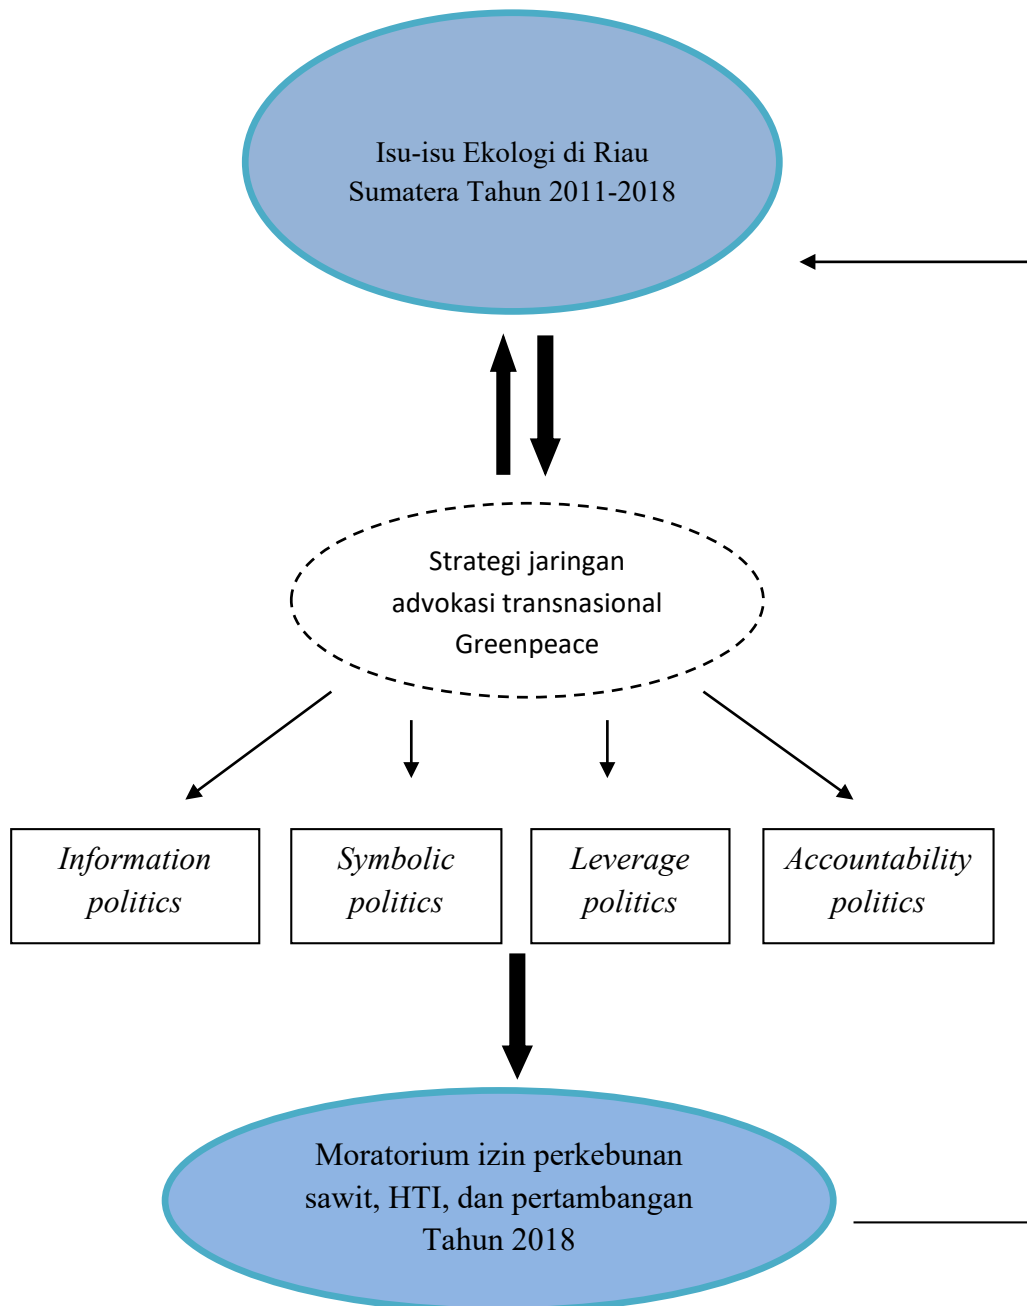 Isu-isu Ekologi di Riau
Sumatera Tahun 2011-2018
Strategi jaringan
advokasi transnasional
Greenpeace
Information
politics
Symbolic
politics
Leverage
politics
Accountability
politics
Moratorium izin perkebunan
sawit, HTI, dan pertambangan
Tahun 2018